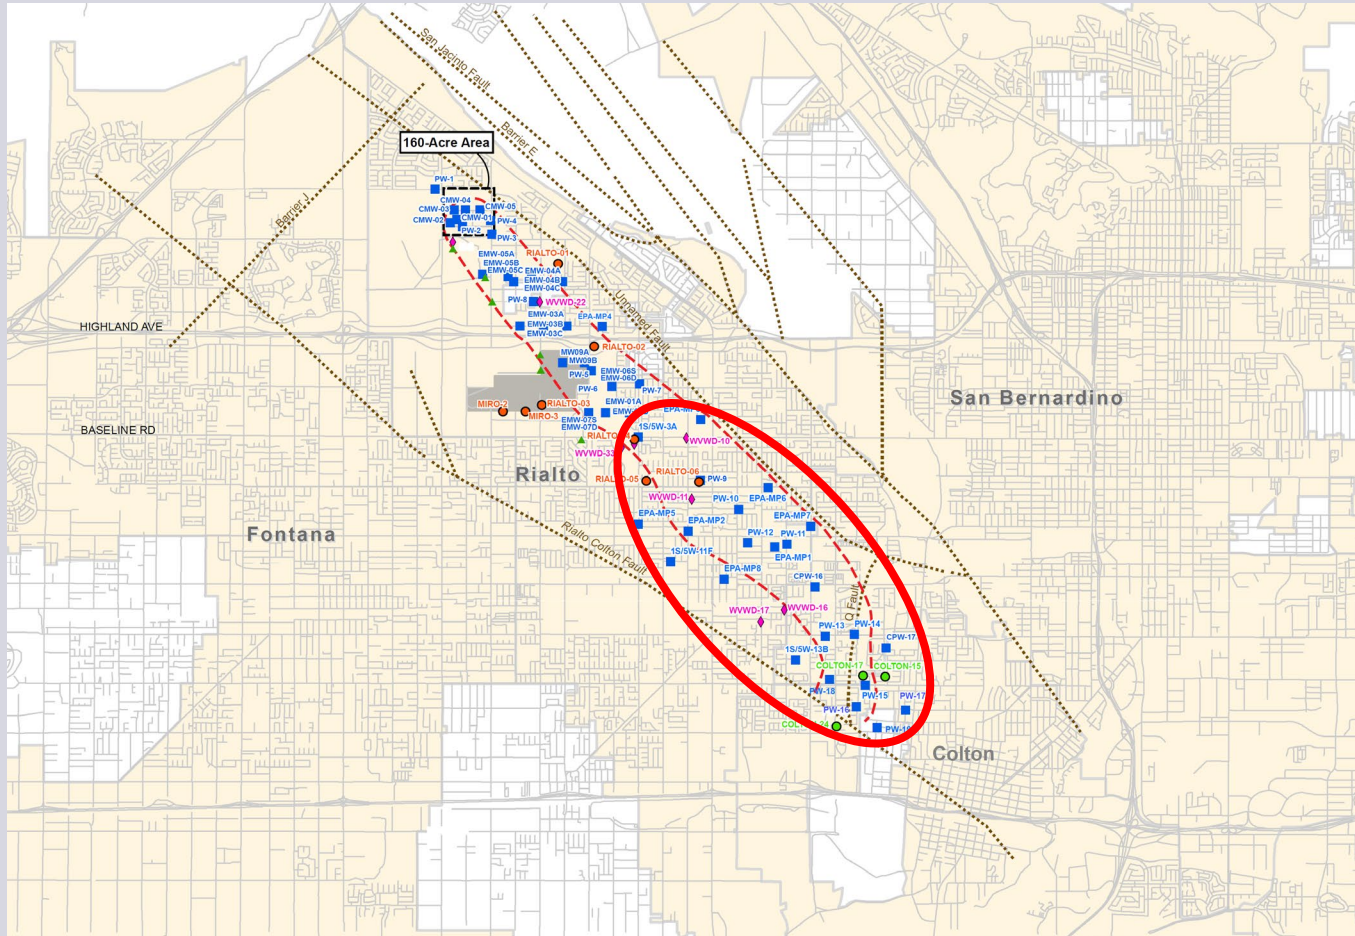 San Jacinto Fault
Barrier E
160-Acre Area
PW-1
Barrier J
CMW-04
CMW-03
CMW-05
CMW-02
CMW-01
PW-4
PW-2
PW-3
RIALTO-01
EMW-05A
EMW-05B
EMW-05C
EMW-04A
EMW-04B
EMW-04C
PW-8
WVWD-22
Unnamed Fault
EMW-03A
EMW-03B
EMW-03C
EPA-MP4
HIGHLAND AVE
RIALTO-02
MW09A
MW09B
PW-5
EMW-06S
EMW-06D
PW-6
PW-7
San Bernardino
MIRO-2
RIALTO-03
MIRO-3
EMW-01A
EMW-07S
EMW-07D
BASELINE RD
1S/5W-3A
WVWD-10
WVWD-33
Rialto
RIALTO-05
RIALTO-06
PW-9
WVWD-11
PW-10
EPA-MP6
EPA-MP5
EPA-MP2
EPA-MP7
Fontana
Rialto Colton Fault
PW-12
PW-11
1S/5W-11F
EPA-MP1
EPA-MP8
CPW-16
Q Fault
WVWD-17
WVWD-16
PW-13
PW-14
CPW-17
1S/5W-13B
COLTON-17
COLTON-15
PW-18
PW-15
PW-17
PW-16
Colton